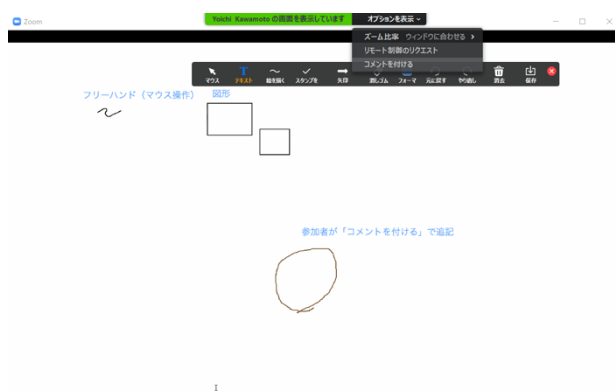 Zoom
Yoichi Kawamoto の画面を表示しています
オプションを表示
ズーム比率 ウィンドウに合わせる
リモート制御のリクエスト
コメントを付ける
マウス テキスト 絵を描く スタンプを 矢印 消しゴム フォーマ 元に戻す やり直し 消去 保存
フリーハンド（マウス操作） 図形
参加者が「コメントを付ける」で追記